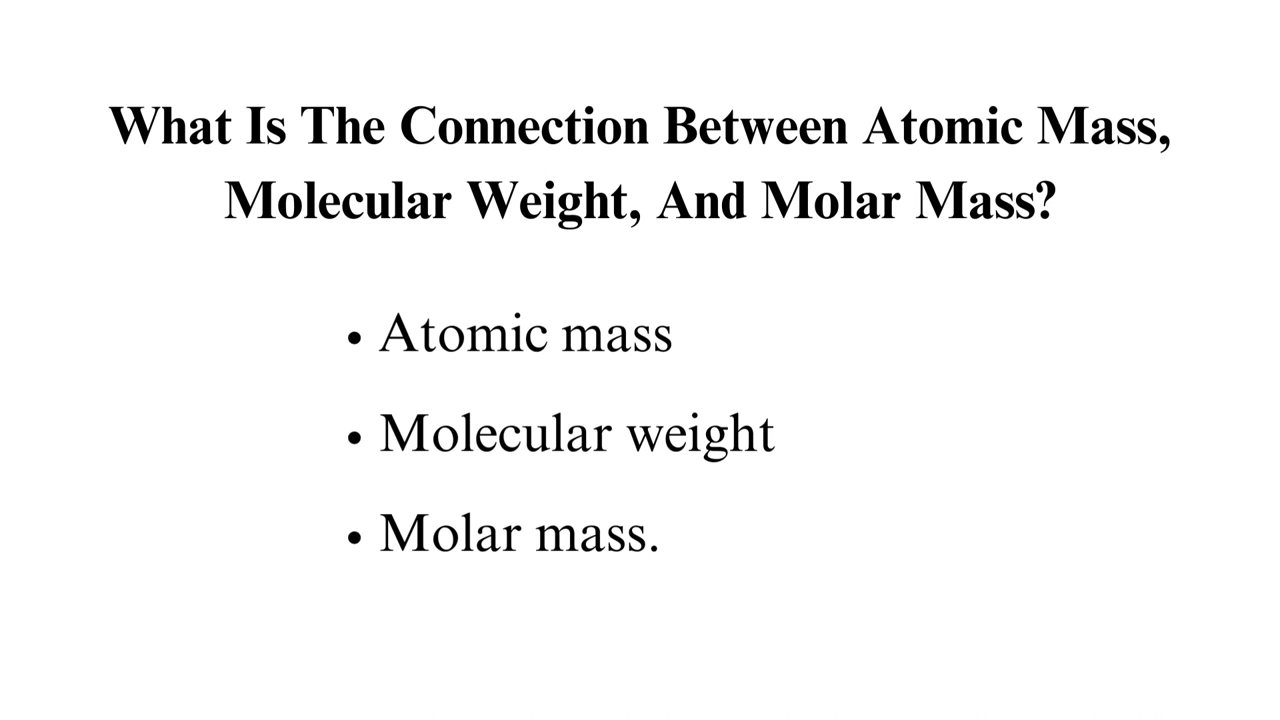 What Is The Connection Between Atomic Mass,
Molecular Weight, And Molar Mass?
• Atomic mass
• Molecular weight
• Molar mass.